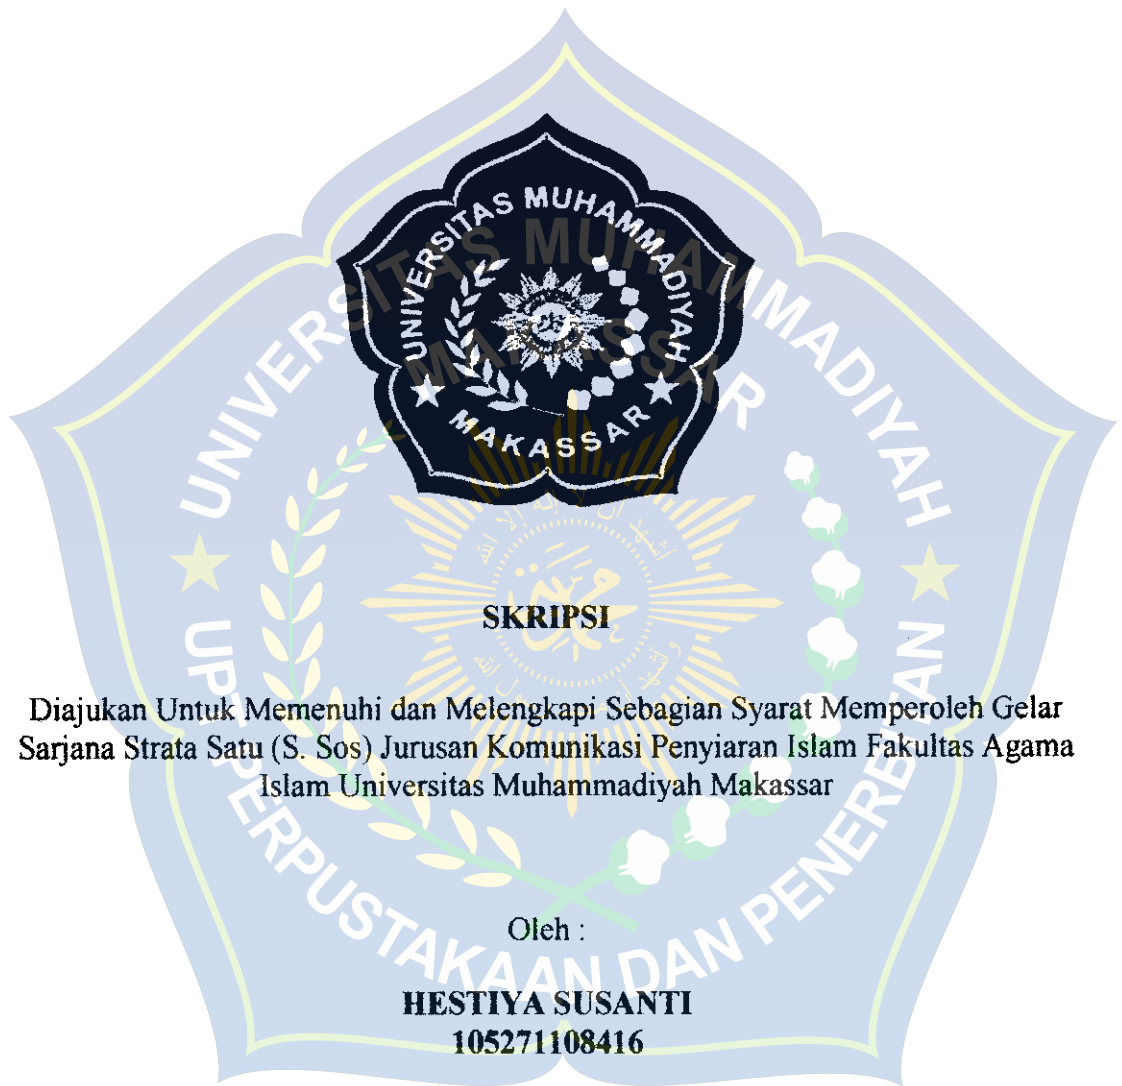 UNIVERSITAS MUHAMMADIYAH
MAKASSAR
UNIVERSITAS MUHAMMADIYAH
MAKASSAR
SKRIPSI
Diajukan Untuk Memenuhi dan Melengkapi Sebagian Syarat Memperoleh Gelar
Sarjana Strata Satu (S. Sos) Jurusan Komunikasi Penyiaran Islam Fakultas Agama
Islam Universitas Muhammadiyah Makassar
Oleh :
HESTIYA SUSANTI
105271108416
UPT PERPUSTAKAAN DAN PENERBITAN